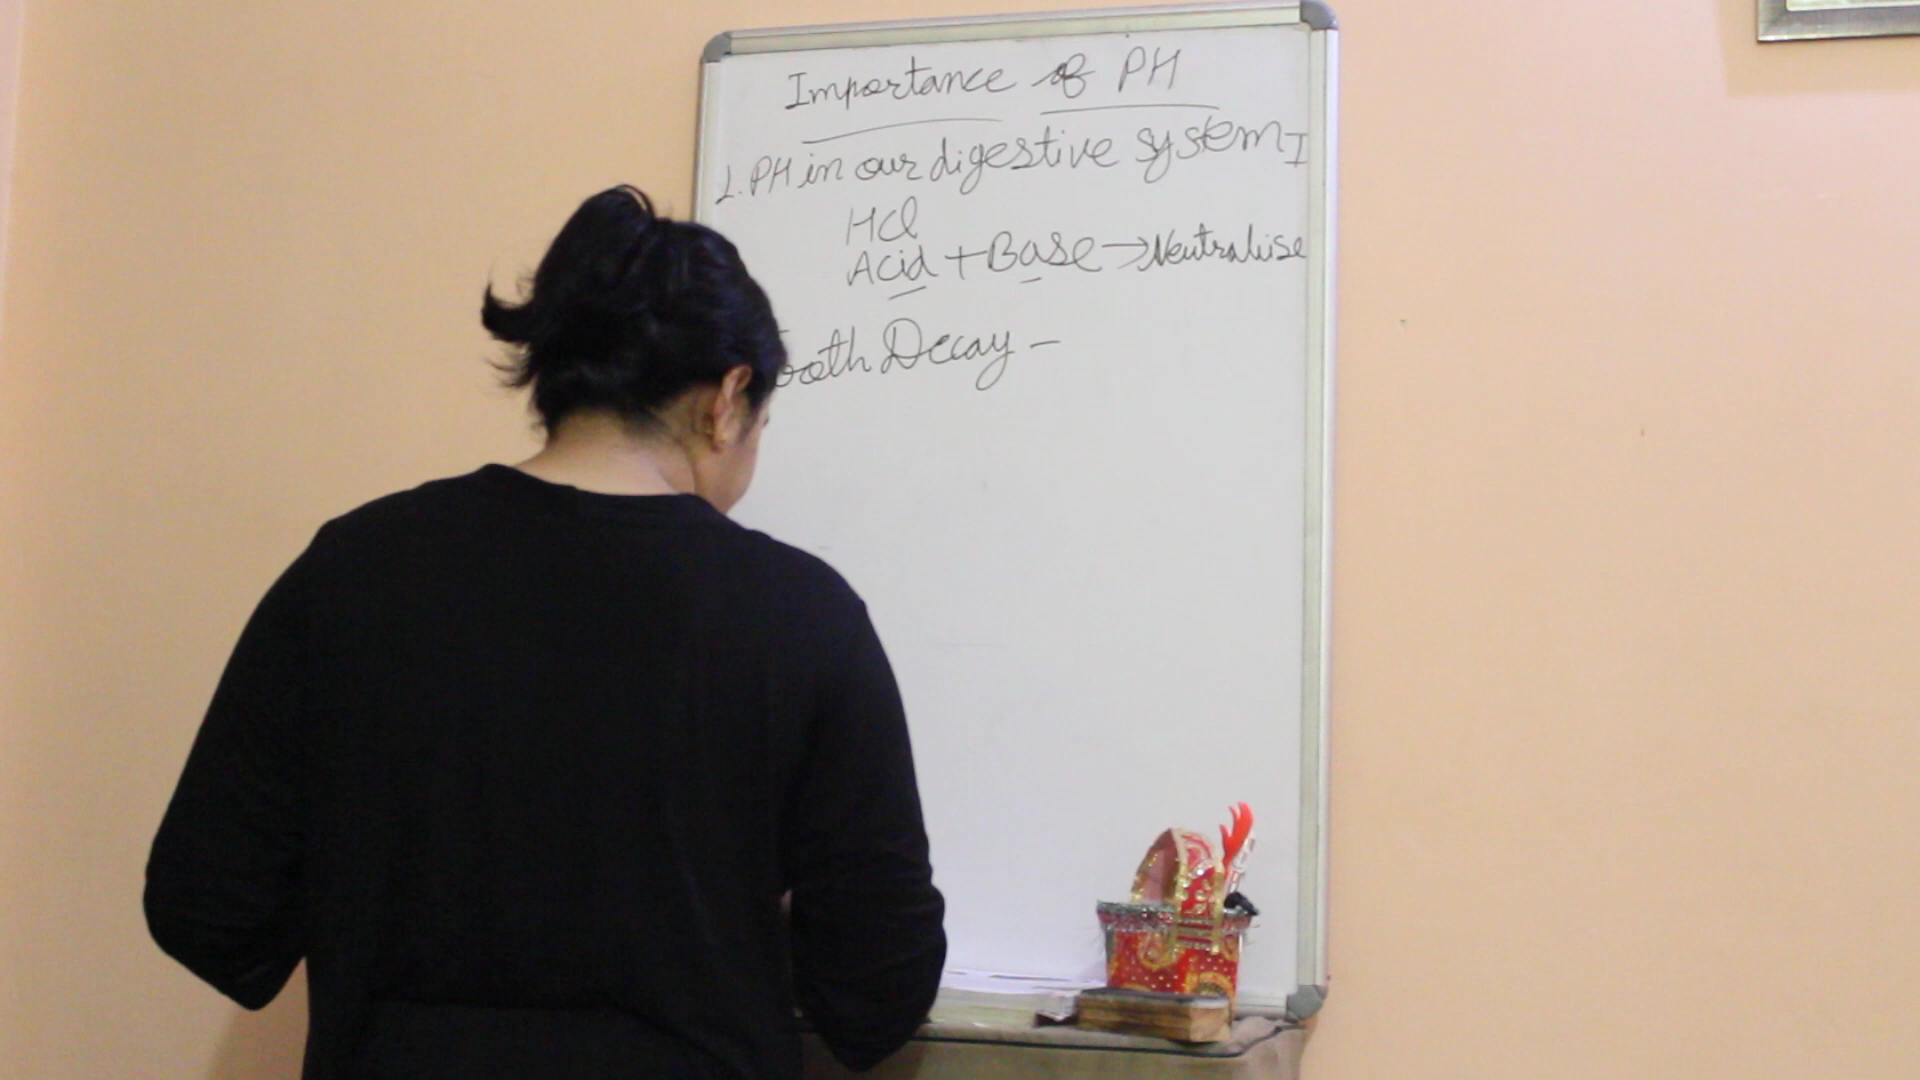 Importance of PH
1. PH in our digestive system I
HCl
Acid + Base → Neutralise
ooth Decay -